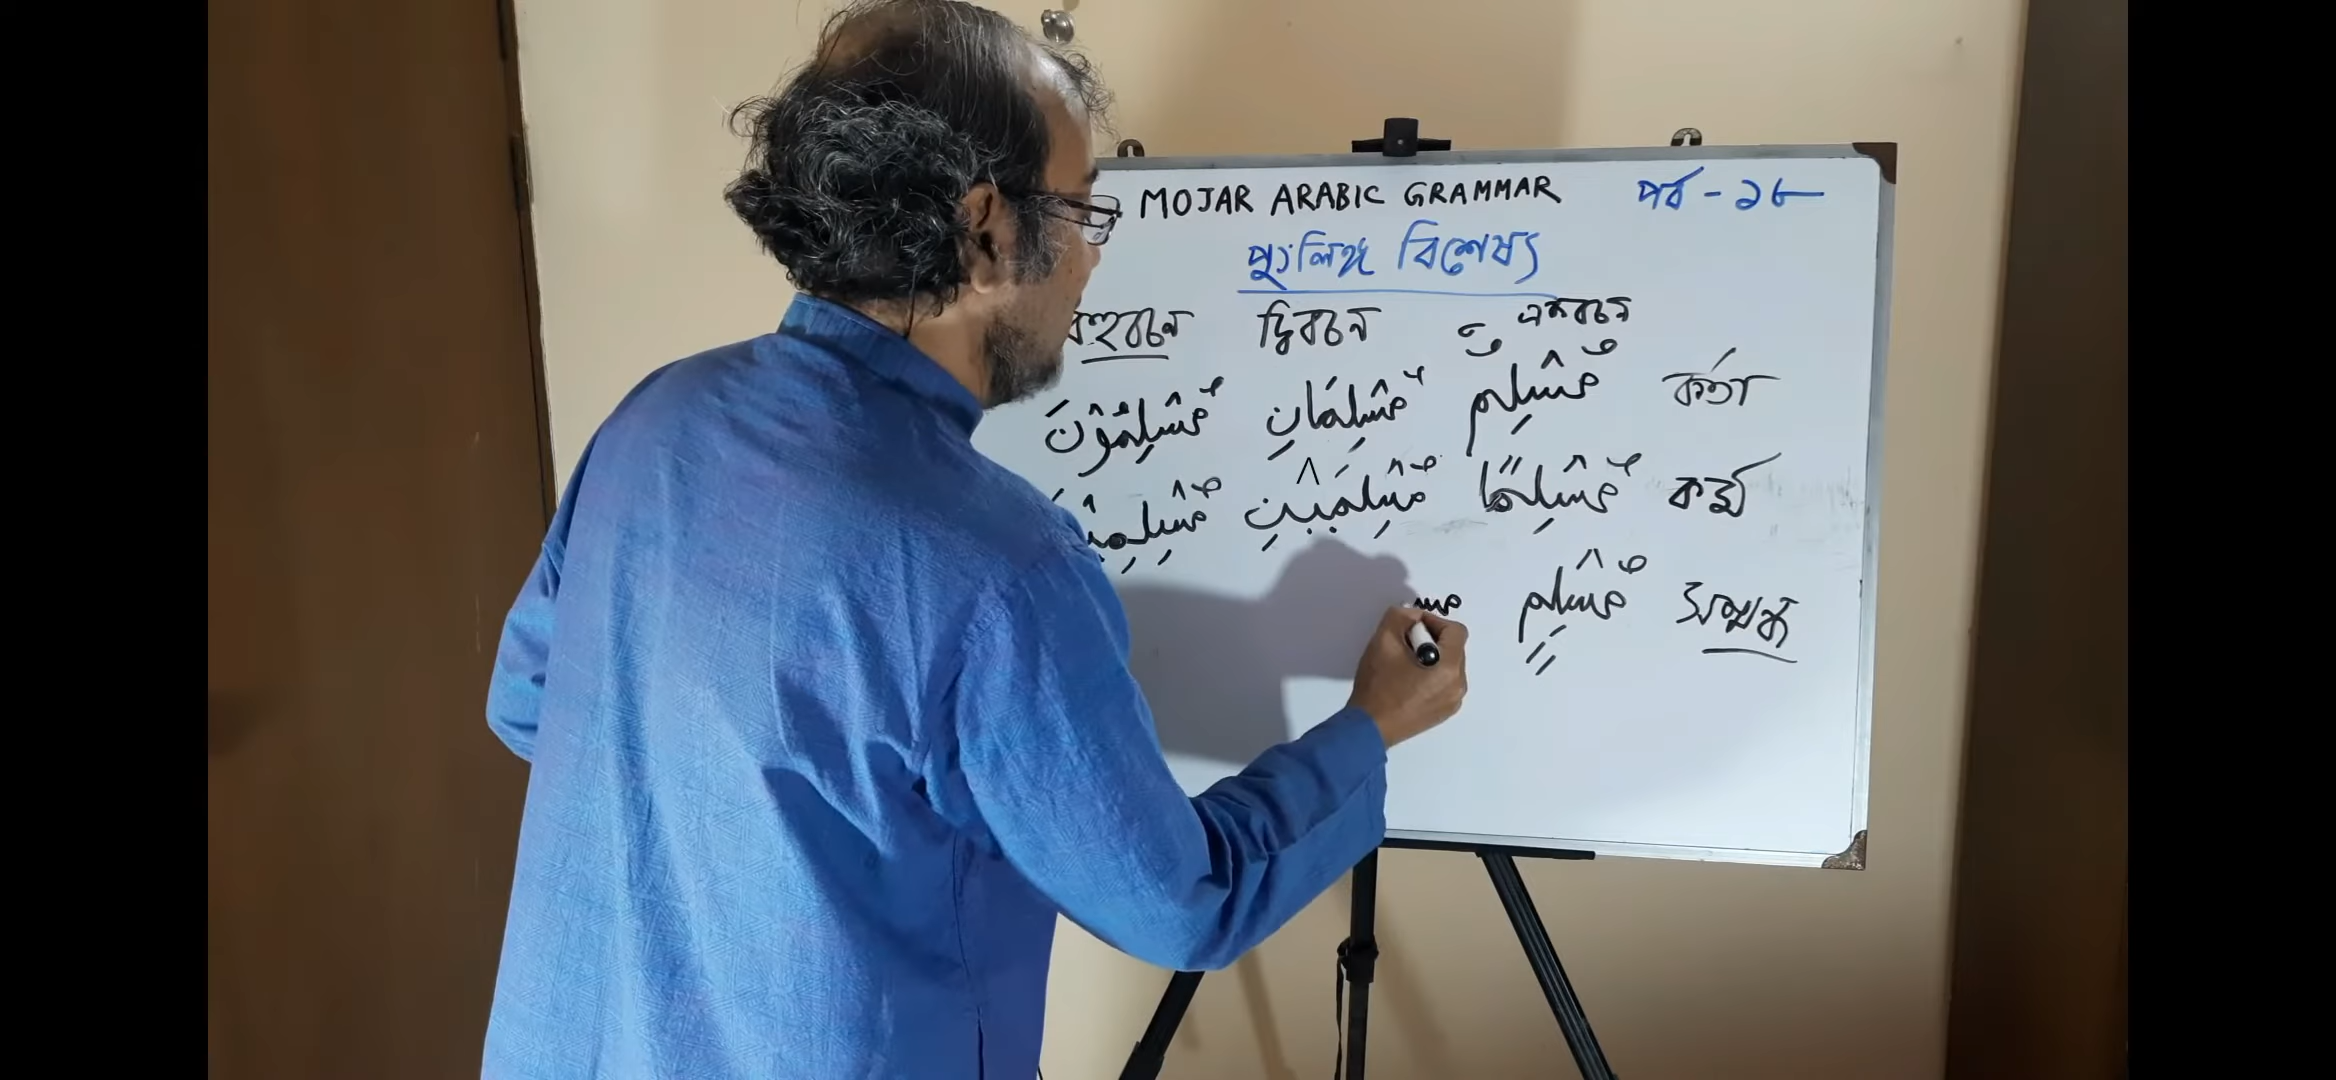 MOJAR ARABIC GRAMMAR পর্ব - ১৮
পুংলিঙ্গ বিশেষ্য
বহুবচন দ্বিবচন একবচন
مُسْلِمُوْنَ مُسْلِمَانِ مُسْلِمٌ কর্তা
مُسْلِمَيْنِ مُسْلِمًا কর্ম
مُسْلِمٍ সম্বন্ধ